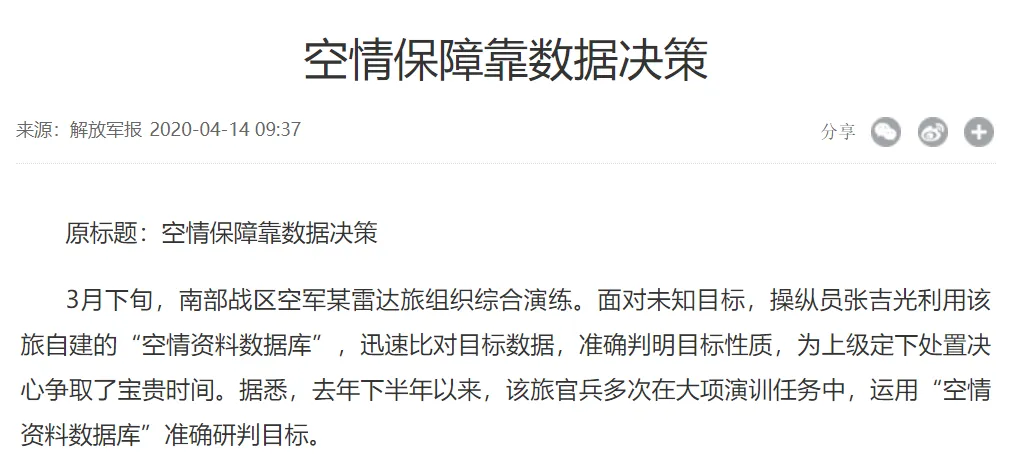 空情保障靠数据决策
来源：解放军报 2020-04-14 09:37
分享
原标题：空情保障靠数据决策
3月下旬，南部战区空军某雷达旅组织综合演练。面对未知目标，操纵员张吉光利用该
旅自建的“空情资料数据库”，迅速比对目标数据，准确判明目标性质，为上级定下处置决
心争取了宝贵时间。据悉，去年下半年以来，该旅官兵多次在大项演训任务中，运用“空情
资料数据库”准确研判目标。